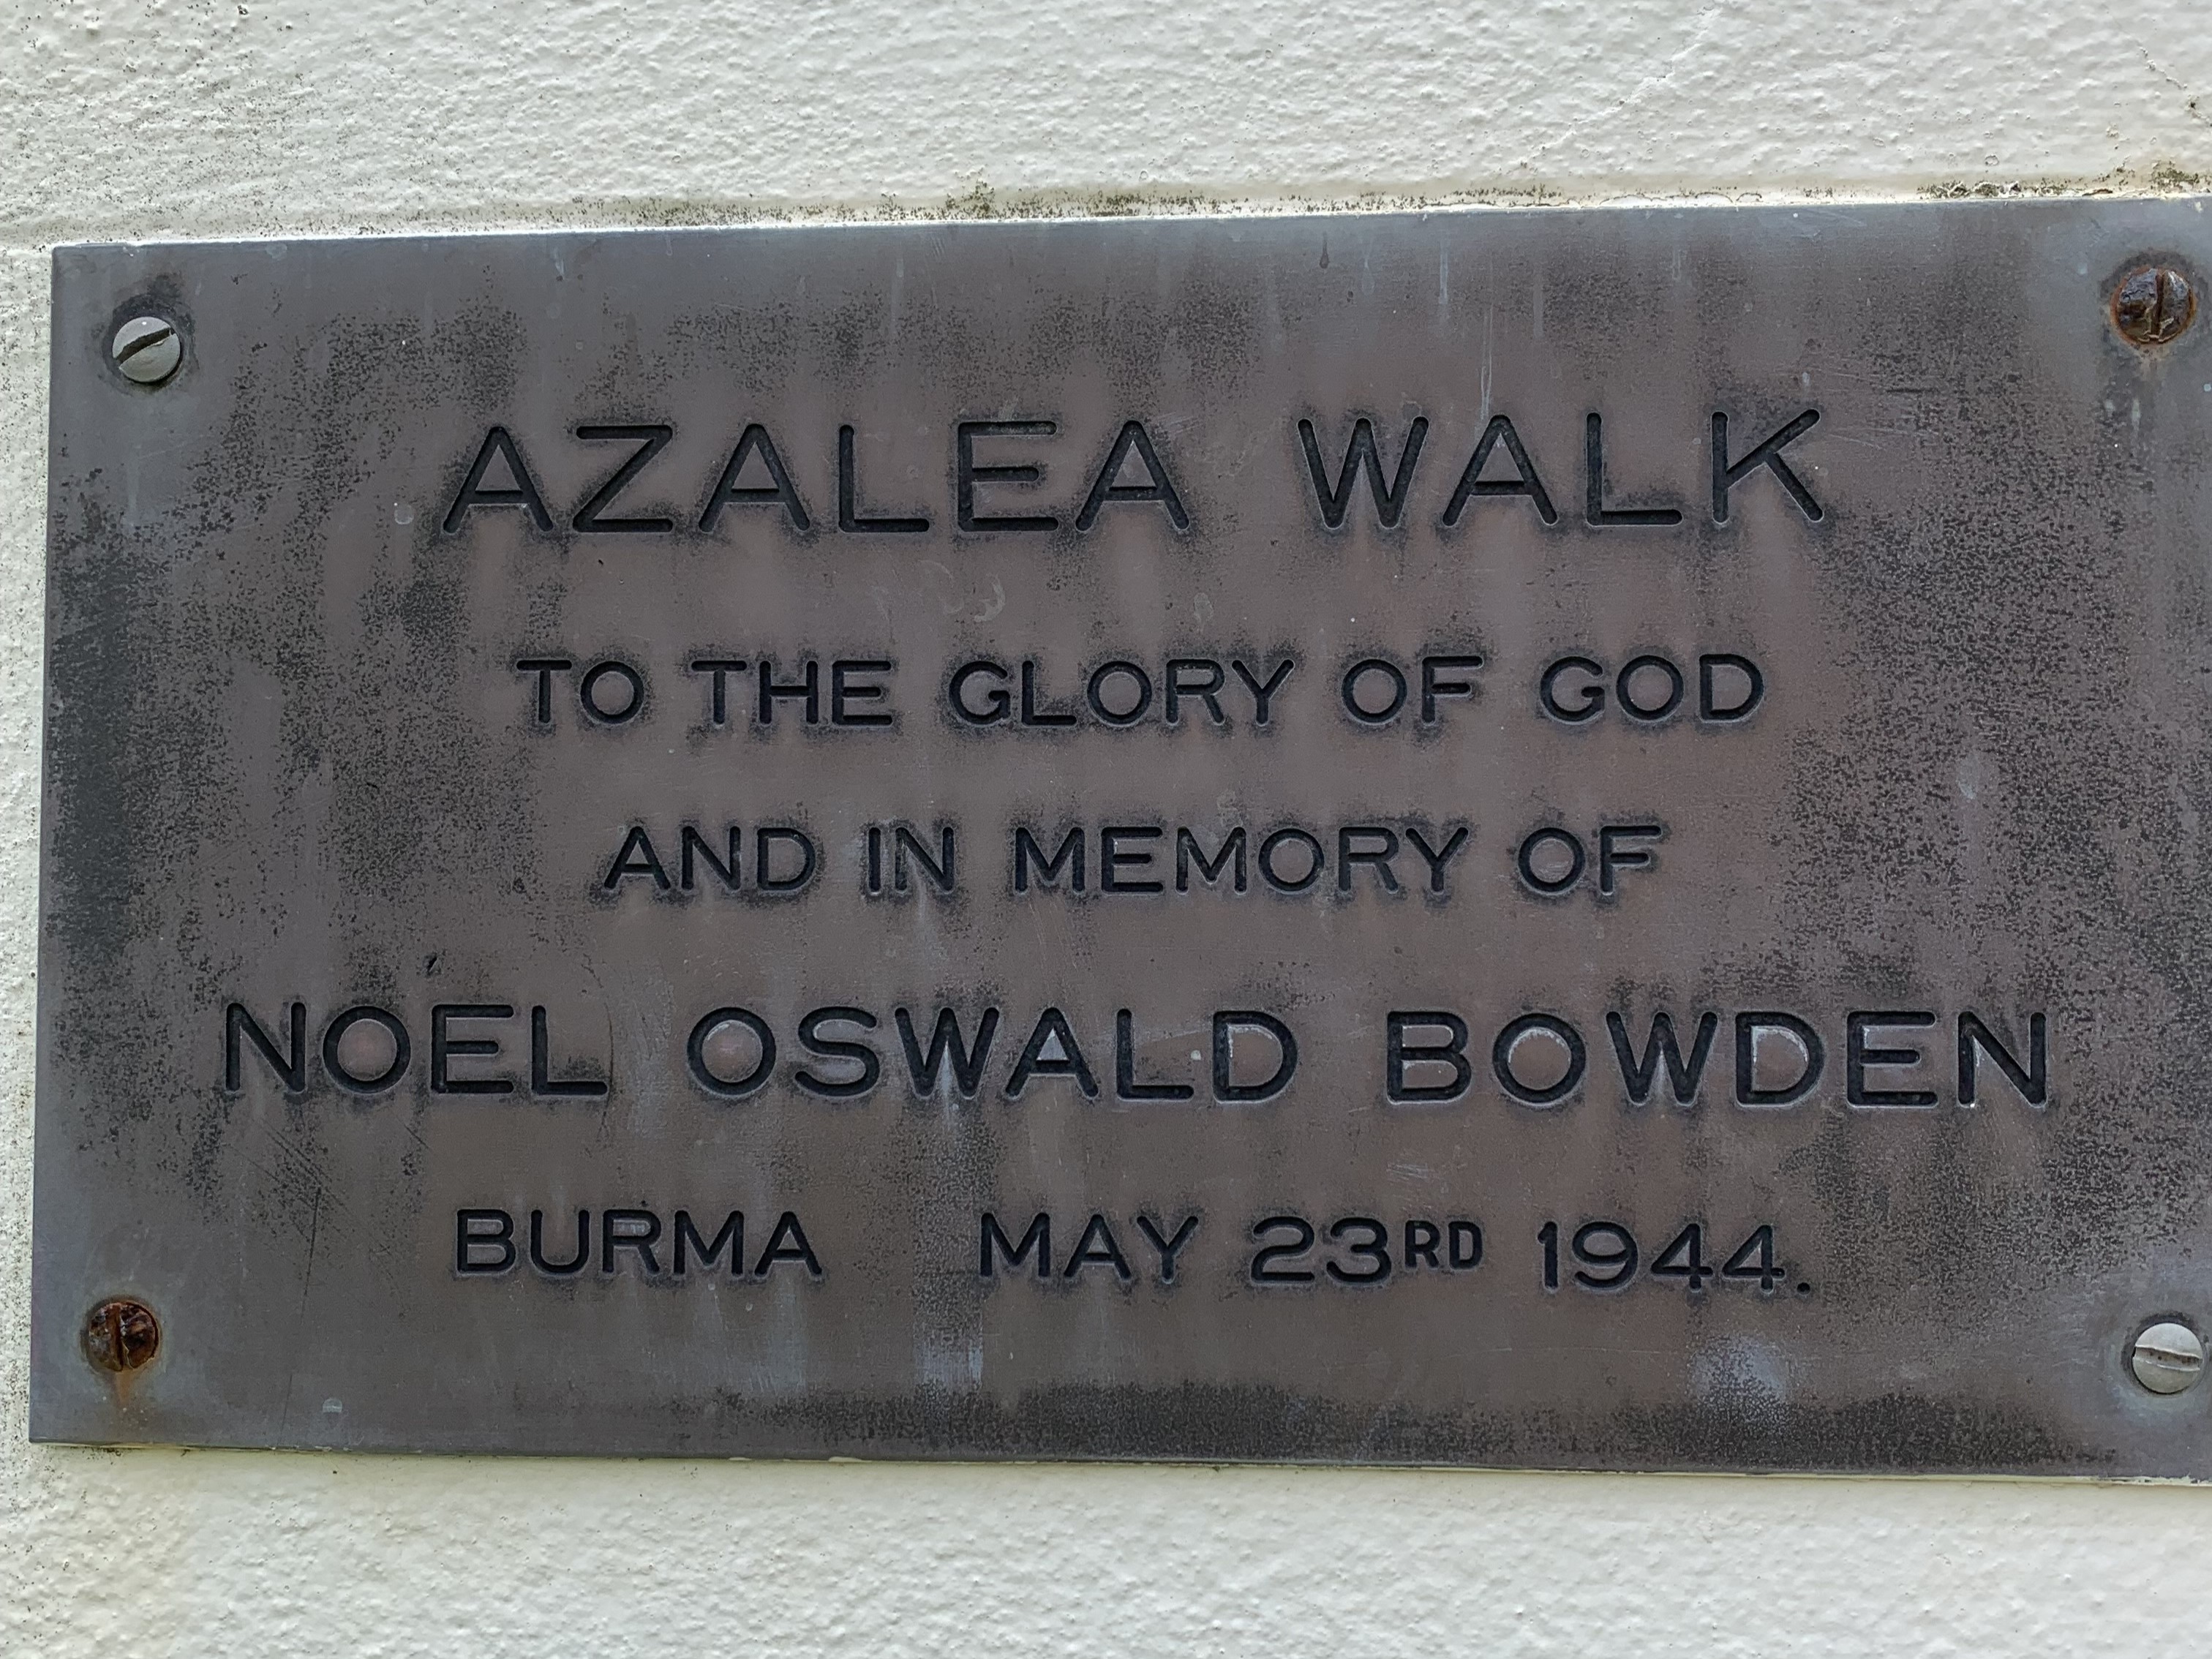 AZALEA WALK
TO THE GLORY OF GOD
AND IN MEMORY OF
NOEL OSWALD BOWDEN
BURMA MAY 23RD 1944.